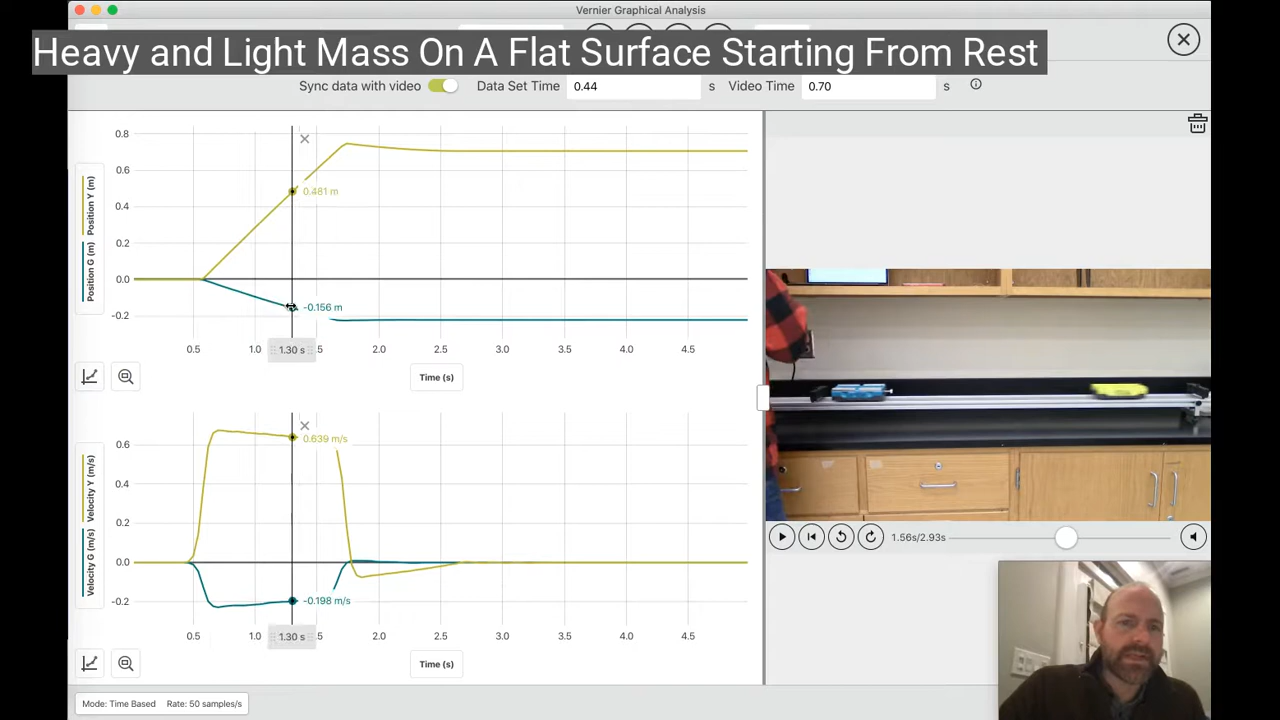 Vernier Graphical Analysis
Heavy and Light Mass On A Flat Surface Starting From Rest
Sync data with video Data Set Time 0.44 s Video Time 0.70 s
Position Y (m)
Position G (m)
0.8
0.6
0.4
0.2
0.0
-0.2
0.481 m
-0.156 m
0.5 1.0 1.30 s .5 2.0 2.5 3.0 3.5 4.0 4.5
Time (s)
Velocity Y (m/s)
Velocity G (m/s)
0.6
0.4
0.2
0.0
-0.2
0.639 m/s
-0.198 m/s
0.5 1.0 1.30 s .5 2.0 2.5 3.0 3.5 4.0 4.5
Time (s)
1.56s/2.93s
Mode: Time Based Rate: 50 samples/s